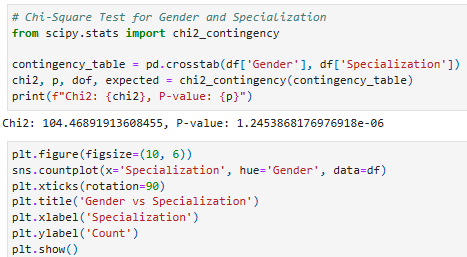 # Chi-Square Test for Gender and Specialization
from scipy.stats import chi2_contingency
contingency_table = pd.crosstab(df['Gender'], df['Specialization'])
chi2, p, dof, expected = chi2_contingency(contingency_table)
print(f"Chi2: {chi2}, P-value: {p}")
Chi2: 104.46891913608455, P-value: 1.2453868176976918e-06
plt.figure(figsize=(10, 6))
sns.countplot(x='Specialization', hue='Gender', data=df)
plt.xticks(rotation=90)
plt.title('Gender vs Specialization')
plt.xlabel('Specialization')
plt.ylabel('Count')
plt.show()